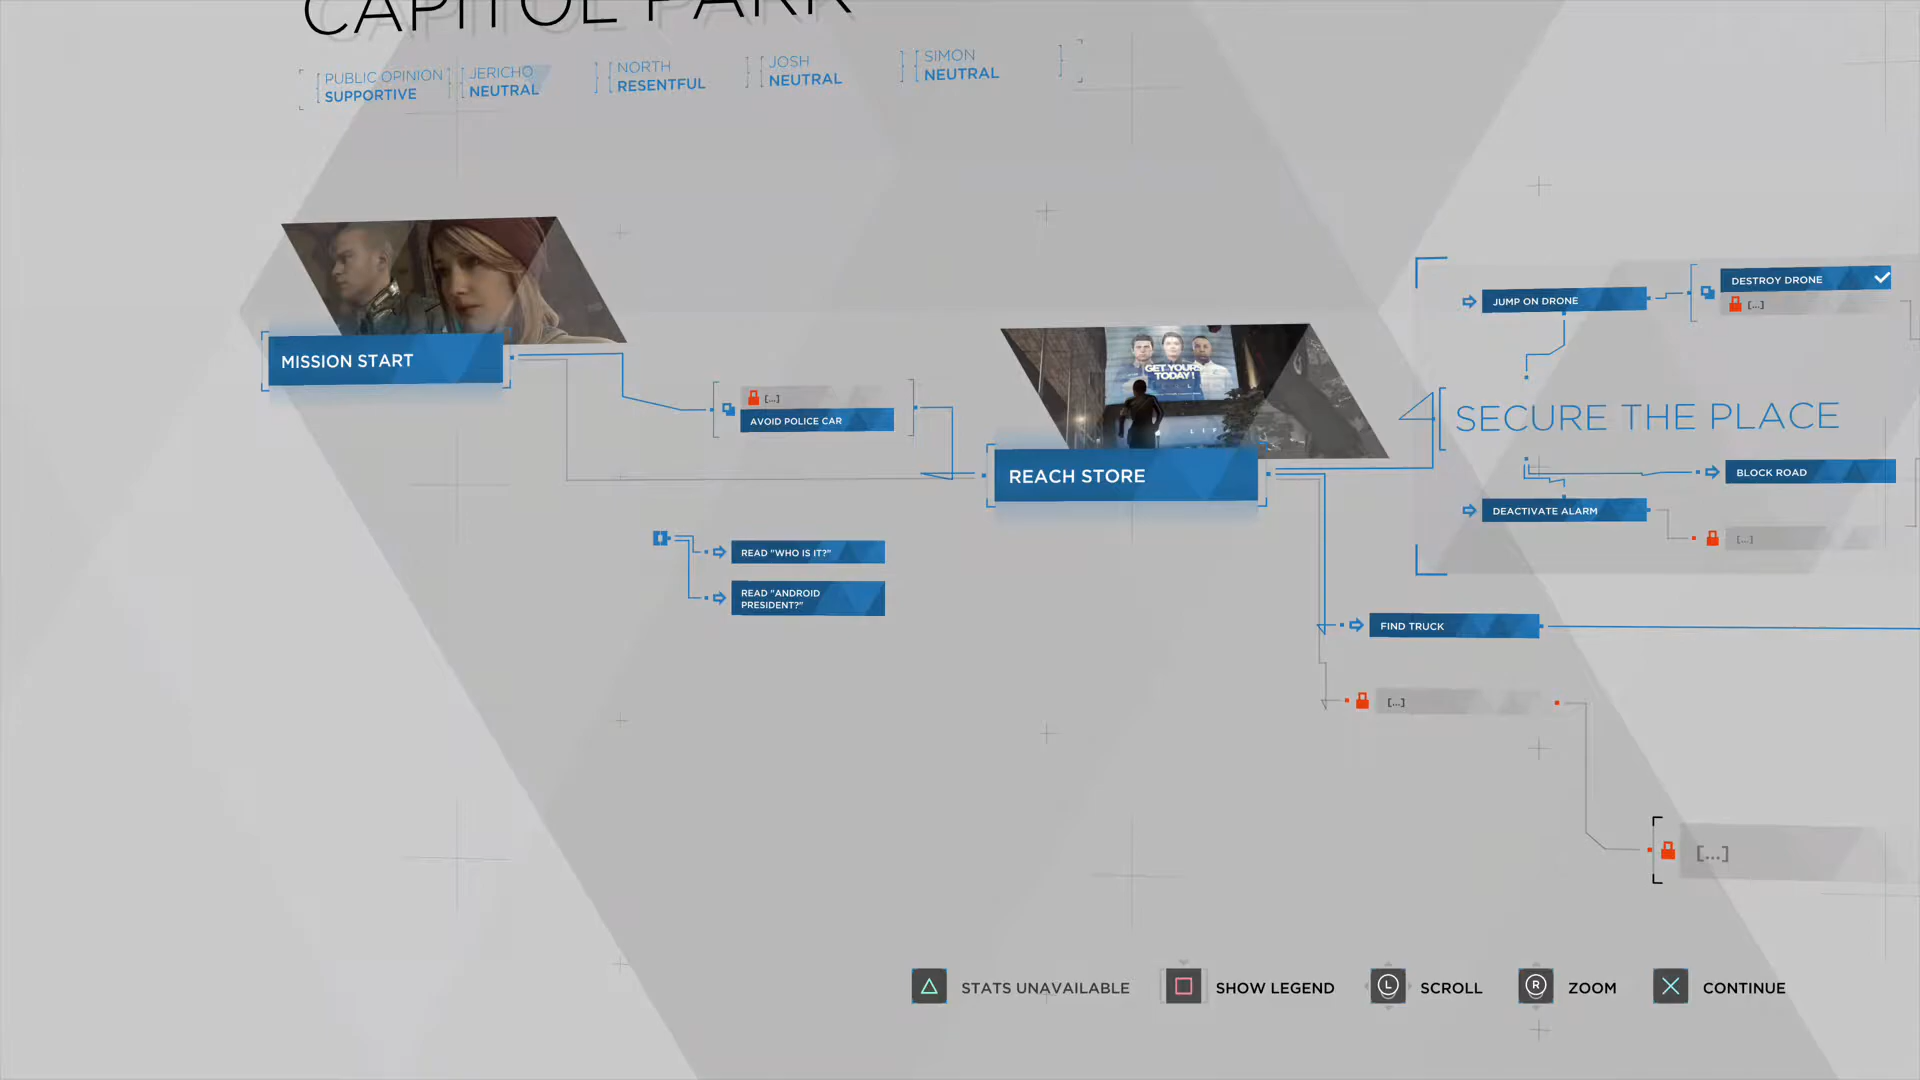 CAPITOL PARK
PUBLIC OPINION
SUPPORTIVE
JERICHO
NEUTRAL
NORTH
RESENTFUL
JOSH
NEUTRAL
SIMON
NEUTRAL
MISSION START
[...]
AVOID POLICE CAR
READ "WHO IS IT?"
READ "ANDROID
PRESIDENT?"
GET YOURS
TODAY!
REACH STORE
JUMP ON DRONE
DESTROY DRONE
[...]
SECURE THE PLACE
BLOCK ROAD
DEACTIVATE ALARM
[...]
FIND TRUCK
[...]
[...]
STATS UNAVAILABLE
SHOW LEGEND
L
SCROLL
R
ZOOM
CONTINUE